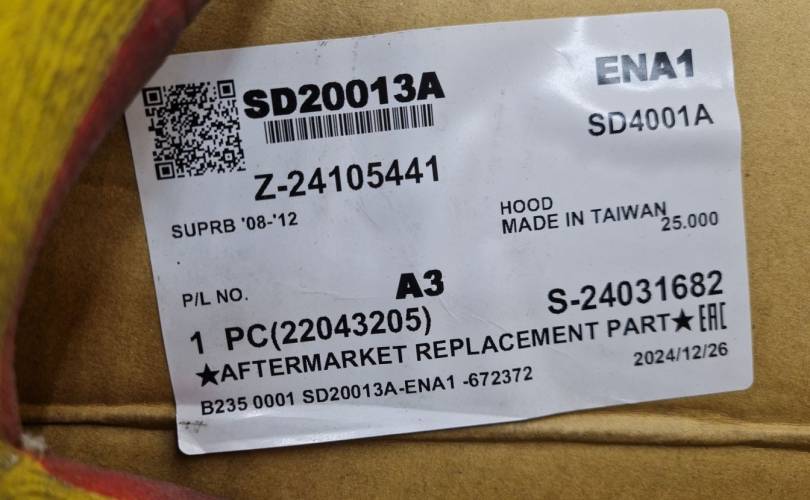 SD20013A
ENA1
SD4001A
Z-24105441
SUPRB '08-'12
HOOD
MADE IN TAIWAN
25.000
P/L NO.
A3
S-24031682
1 PC(22043205)
★AFTERMARKET REPLACEMENT PART★ EAC
B235 0001 SD20013A-ENA1 -672372
2024/12/26